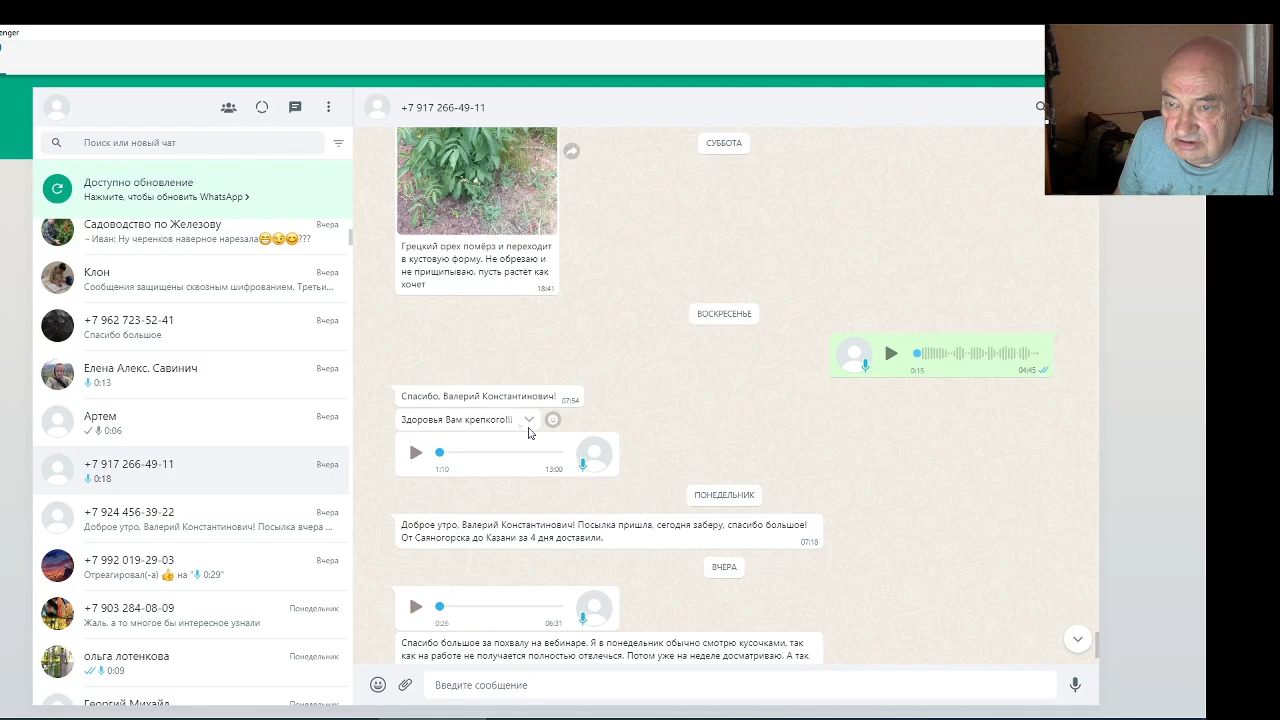 enger
+7 917 266-49-11
Поиск или новый чат
Доступно обновление
Нажмите, чтобы обновить WhatsApp
Садоводство по Железову
Вчера
~ Иван: Ну черенков наверное нарезала😁😉😊???
Клон
Вчера
Сообщения защищены сквозным шифрованием. Третьи...
+7 962 723-52-41
Вчера
Спасибо большое
Елена Алекс. Савинич
Вчера
0:13
Артем
Вчера
0:06
+7 917 266-49-11
Вчера
0:18
+7 924 456-39-22
Вчера
Доброе утро, Валерий Константинович! Посылка вчера ...
+7 992 019-29-03
Вчера
Отреагировал(-а) 👍 на "0:29"
+7 903 284-08-09
Понедельник
Жаль, а то многое бы интересное узнали
ольга лотенкова
Понедельник
0:09
Георгий Михайл
Понедельник
СУББОТА
Грецкий орех помёрз и переходит
в кустовую форму. Не обрезаю и
не прищипываю, пусть растёт как
хочет
18:41
ВОСКРЕСЕНЬЕ
0:15
04:45
Спасибо, Валерий Константинович!
07:54
Здоровья Вам крепкого!!!
1:10
13:00
ПОНЕДЕЛЬНИК
Доброе утро, Валерий Константинович! Посылка пришла, сегодня заберу, спасибо большое!
От Саяногорска до Казани за 4 дня доставили.
07:18
ВЧЕРА
0:26
06:31
Спасибо большое за похвалу на вебинаре. Я в понедельник обычно смотрю кусочками, так
как на работе не получается полностью отвлечься. Потом уже на неделе досматриваю. А так
Введите сообщение